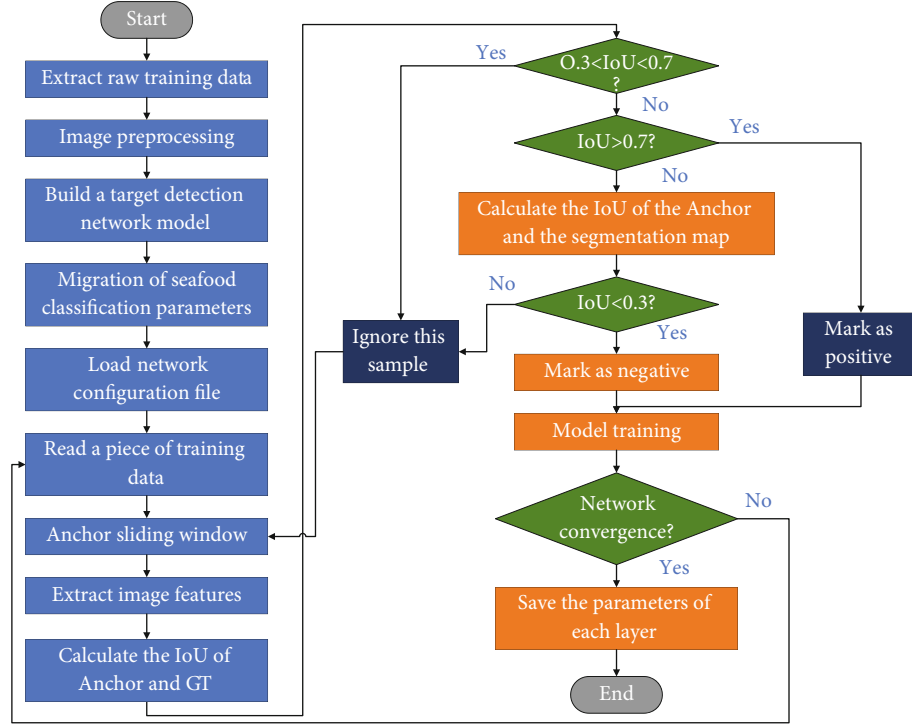 Start
Extract raw training data
Image preprocessing
Build a target detection
network model
Migration of seafood
classification parameters
Load network
configuration file
Read a piece of training
data
Anchor sliding window
Extract image features
Calculate the IoU of
Anchor and GT
Yes
O.3<IoU<0.7
?
No
IoU>0.7?
Yes
No
Calculate the IoU of the Anchor
and the segmentation map
No
IoU<0.3?
Yes
Ignore this
sample
Mark as
positive
Mark as negative
Model training
Network
convergence?
No
Yes
Save the parameters of
each layer
End